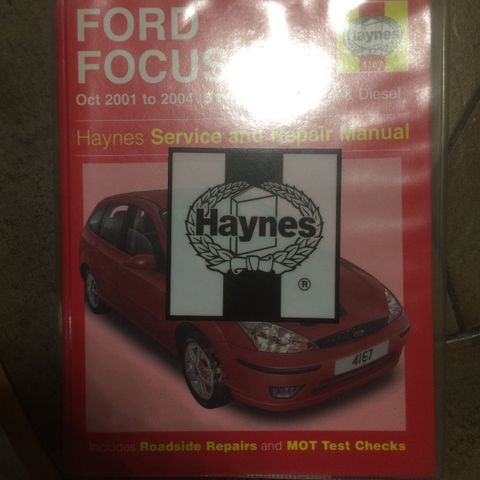 FORD
FOCUS
Haynes
4167
Oct 2001 to 2004 & Diesel
Haynes Service and Repair Manual
Haynes
®
4167
Includes Roadside Repairs and MOT Test Checks